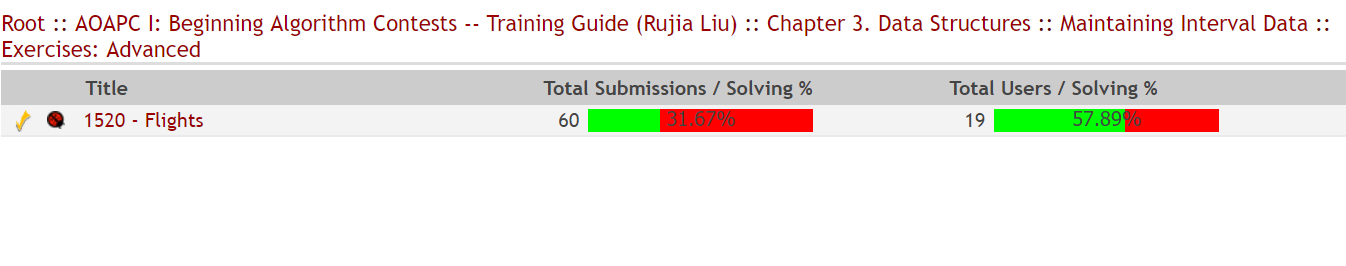 Root :: AOAPC I: Beginning Algorithm Contests -- Training Guide (Rujia Liu) :: Chapter 3. Data Structures :: Maintaining Interval Data ::
Exercises: Advanced
Title Total Submissions / Solving % Total Users / Solving %
1520 - Flights 60 31.67% 19 57.89%